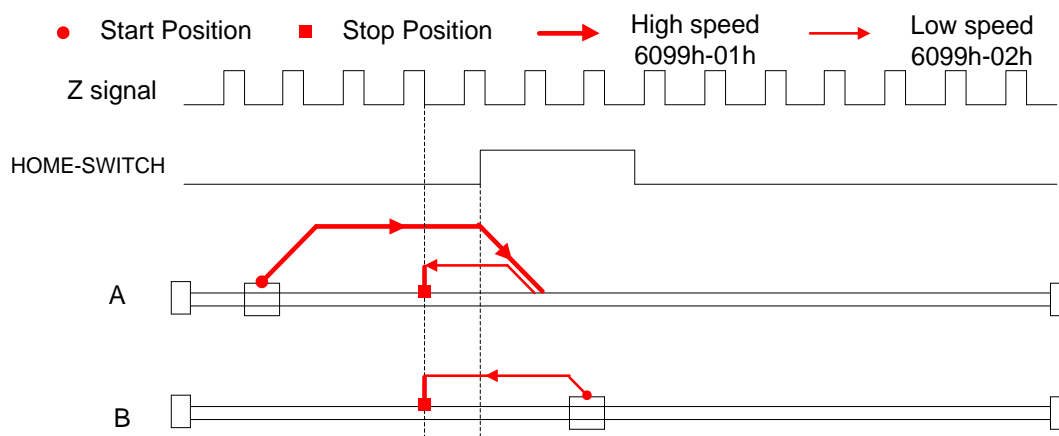 Start Position Stop Position High speed Low speed
6099h-01h 6099h-02h
Z signal
HOME-SWITCH
A
B